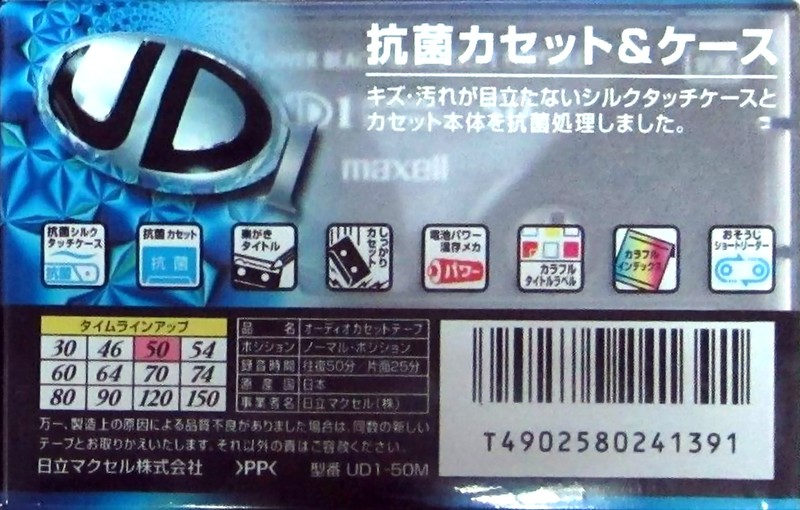 抗菌カセット&ケース
キズ・汚れが目立たないシルクタッチケースと
カセット本体を抗菌処理しました。
UD I
UD1
maxell
抗菌シルク
タッチケース
抗菌
抗菌カセット
抗菌
楽がき
タイトル
しっかり
カセット
電池パワー
温存メカ
パワー
カラフル
タイトルラベル
カラフル
インデックス
おそうじ
ショートリーダー
タイムラインアップ
30 46 50 54
60 64 70 74
80 90 120 150
品名 オーディオカセットテープ
ポジション ノーマル・ポジション
録音時間 往復50分 片面25分
原産国 日本
事業者名 日立マクセル(株)
万一、製造上の原因による品質不良がありました場合は、同数の新しい
テープとお取りかえいたします。それ以外の責はご容赦ください。
日立マクセル株式会社 >PP< 型番 UD1-50M
T4902580241391